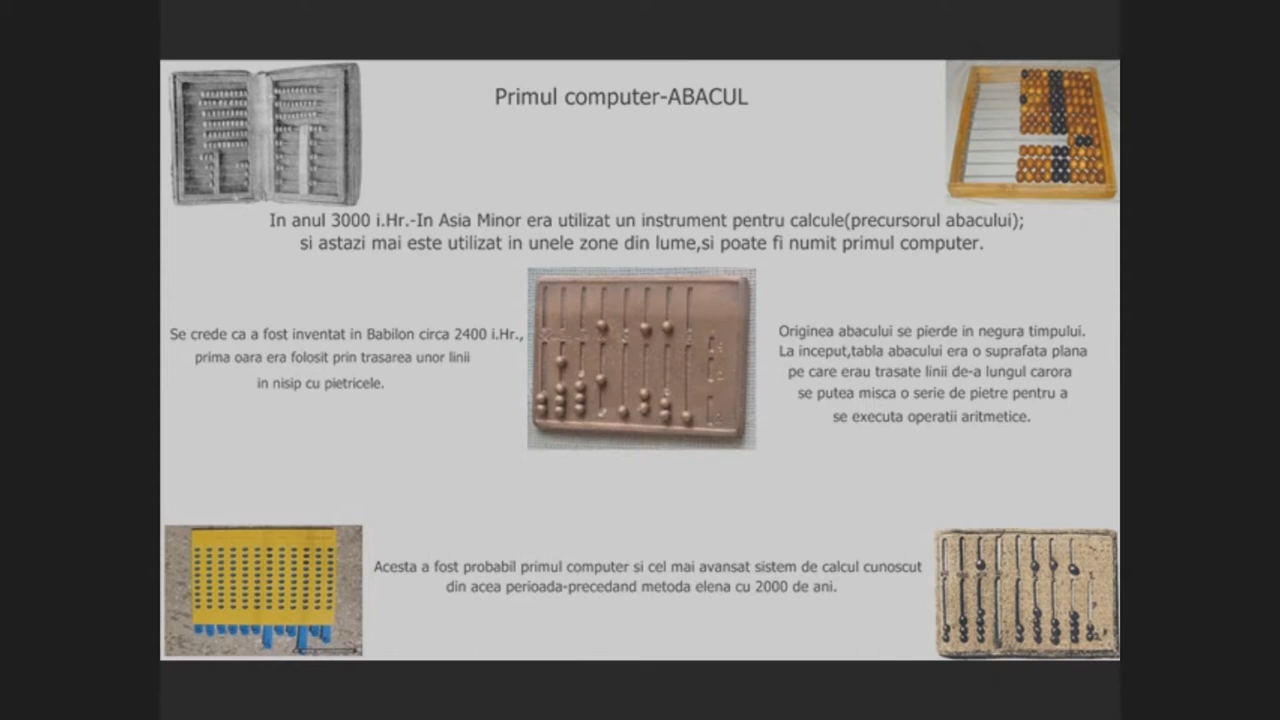 Primul computer-ABACUL
In anul 3000 i.Hr.-In Asia Minor era utilizat un instrument pentru calcule(precursorul abacului);
si astazi mai este utilizat in unele zone din lume,si poate fi numit primul computer.
Se crede ca a fost inventat in Babilon circa 2400 i.Hr.,
prima oara era folosit prin trasarea unor linii
in nisip cu pietricele.
Originea abacului se pierde in negura timpului.
La inceput,tabla abacului era o suprafata plana
pe care erau trasate linii de-a lungul carora
se putea misca o serie de pietre pentru a
se executa operatii aritmetice.
Acesta a fost probabil primul computer si cel mai avansat sistem de calcul cunoscut
din acea perioada-precedand metoda elena cu 2000 de ani.